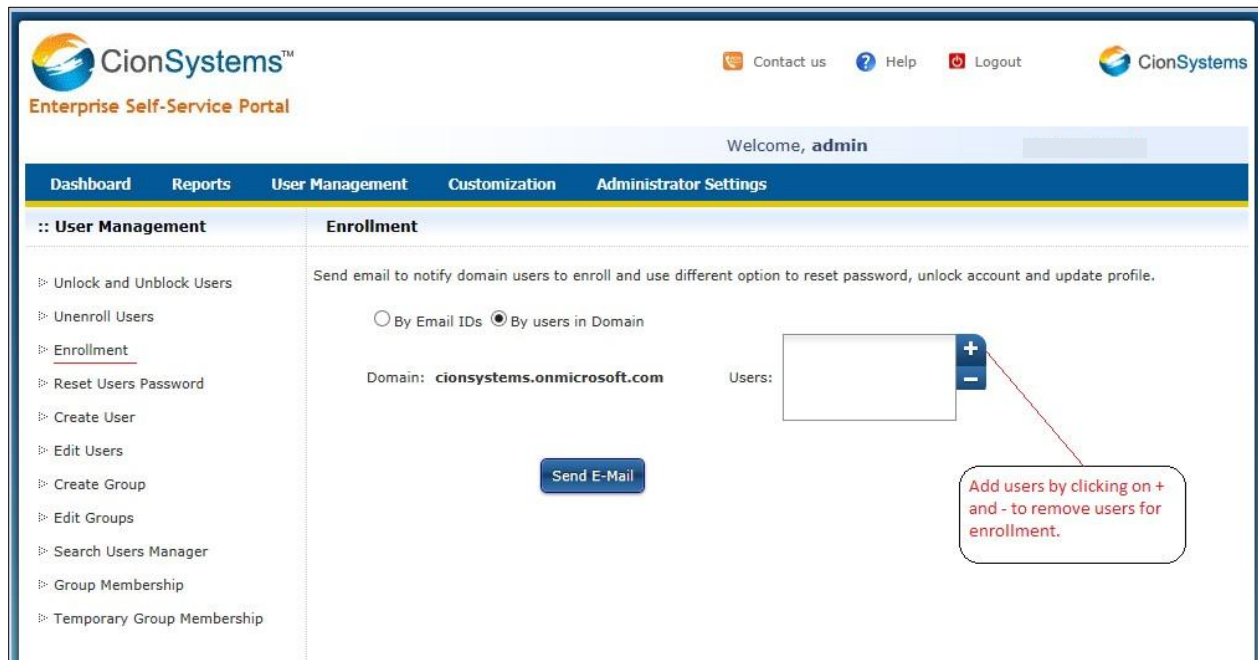 CionSystems™
Contact us
Help
Logout
CionSystems
Enterprise Self-Service Portal
Welcome, admin
Dashboard Reports User Management Customization Administrator Settings
:: User Management
Enrollment
Unlock and Unblock Users
Unenroll Users
Enrollment
Reset Users Password
Create User
Edit Users
Create Group
Edit Groups
Search Users Manager
Group Membership
Temporary Group Membership
Send email to notify domain users to enroll and use different option to reset password, unlock account and update profile.
By Email IDs By users in Domain
Domain: cionsystems.onmicrosoft.com Users:
+
-
Send E-Mail
Add users by clicking on +
and - to remove users for
enrollment.